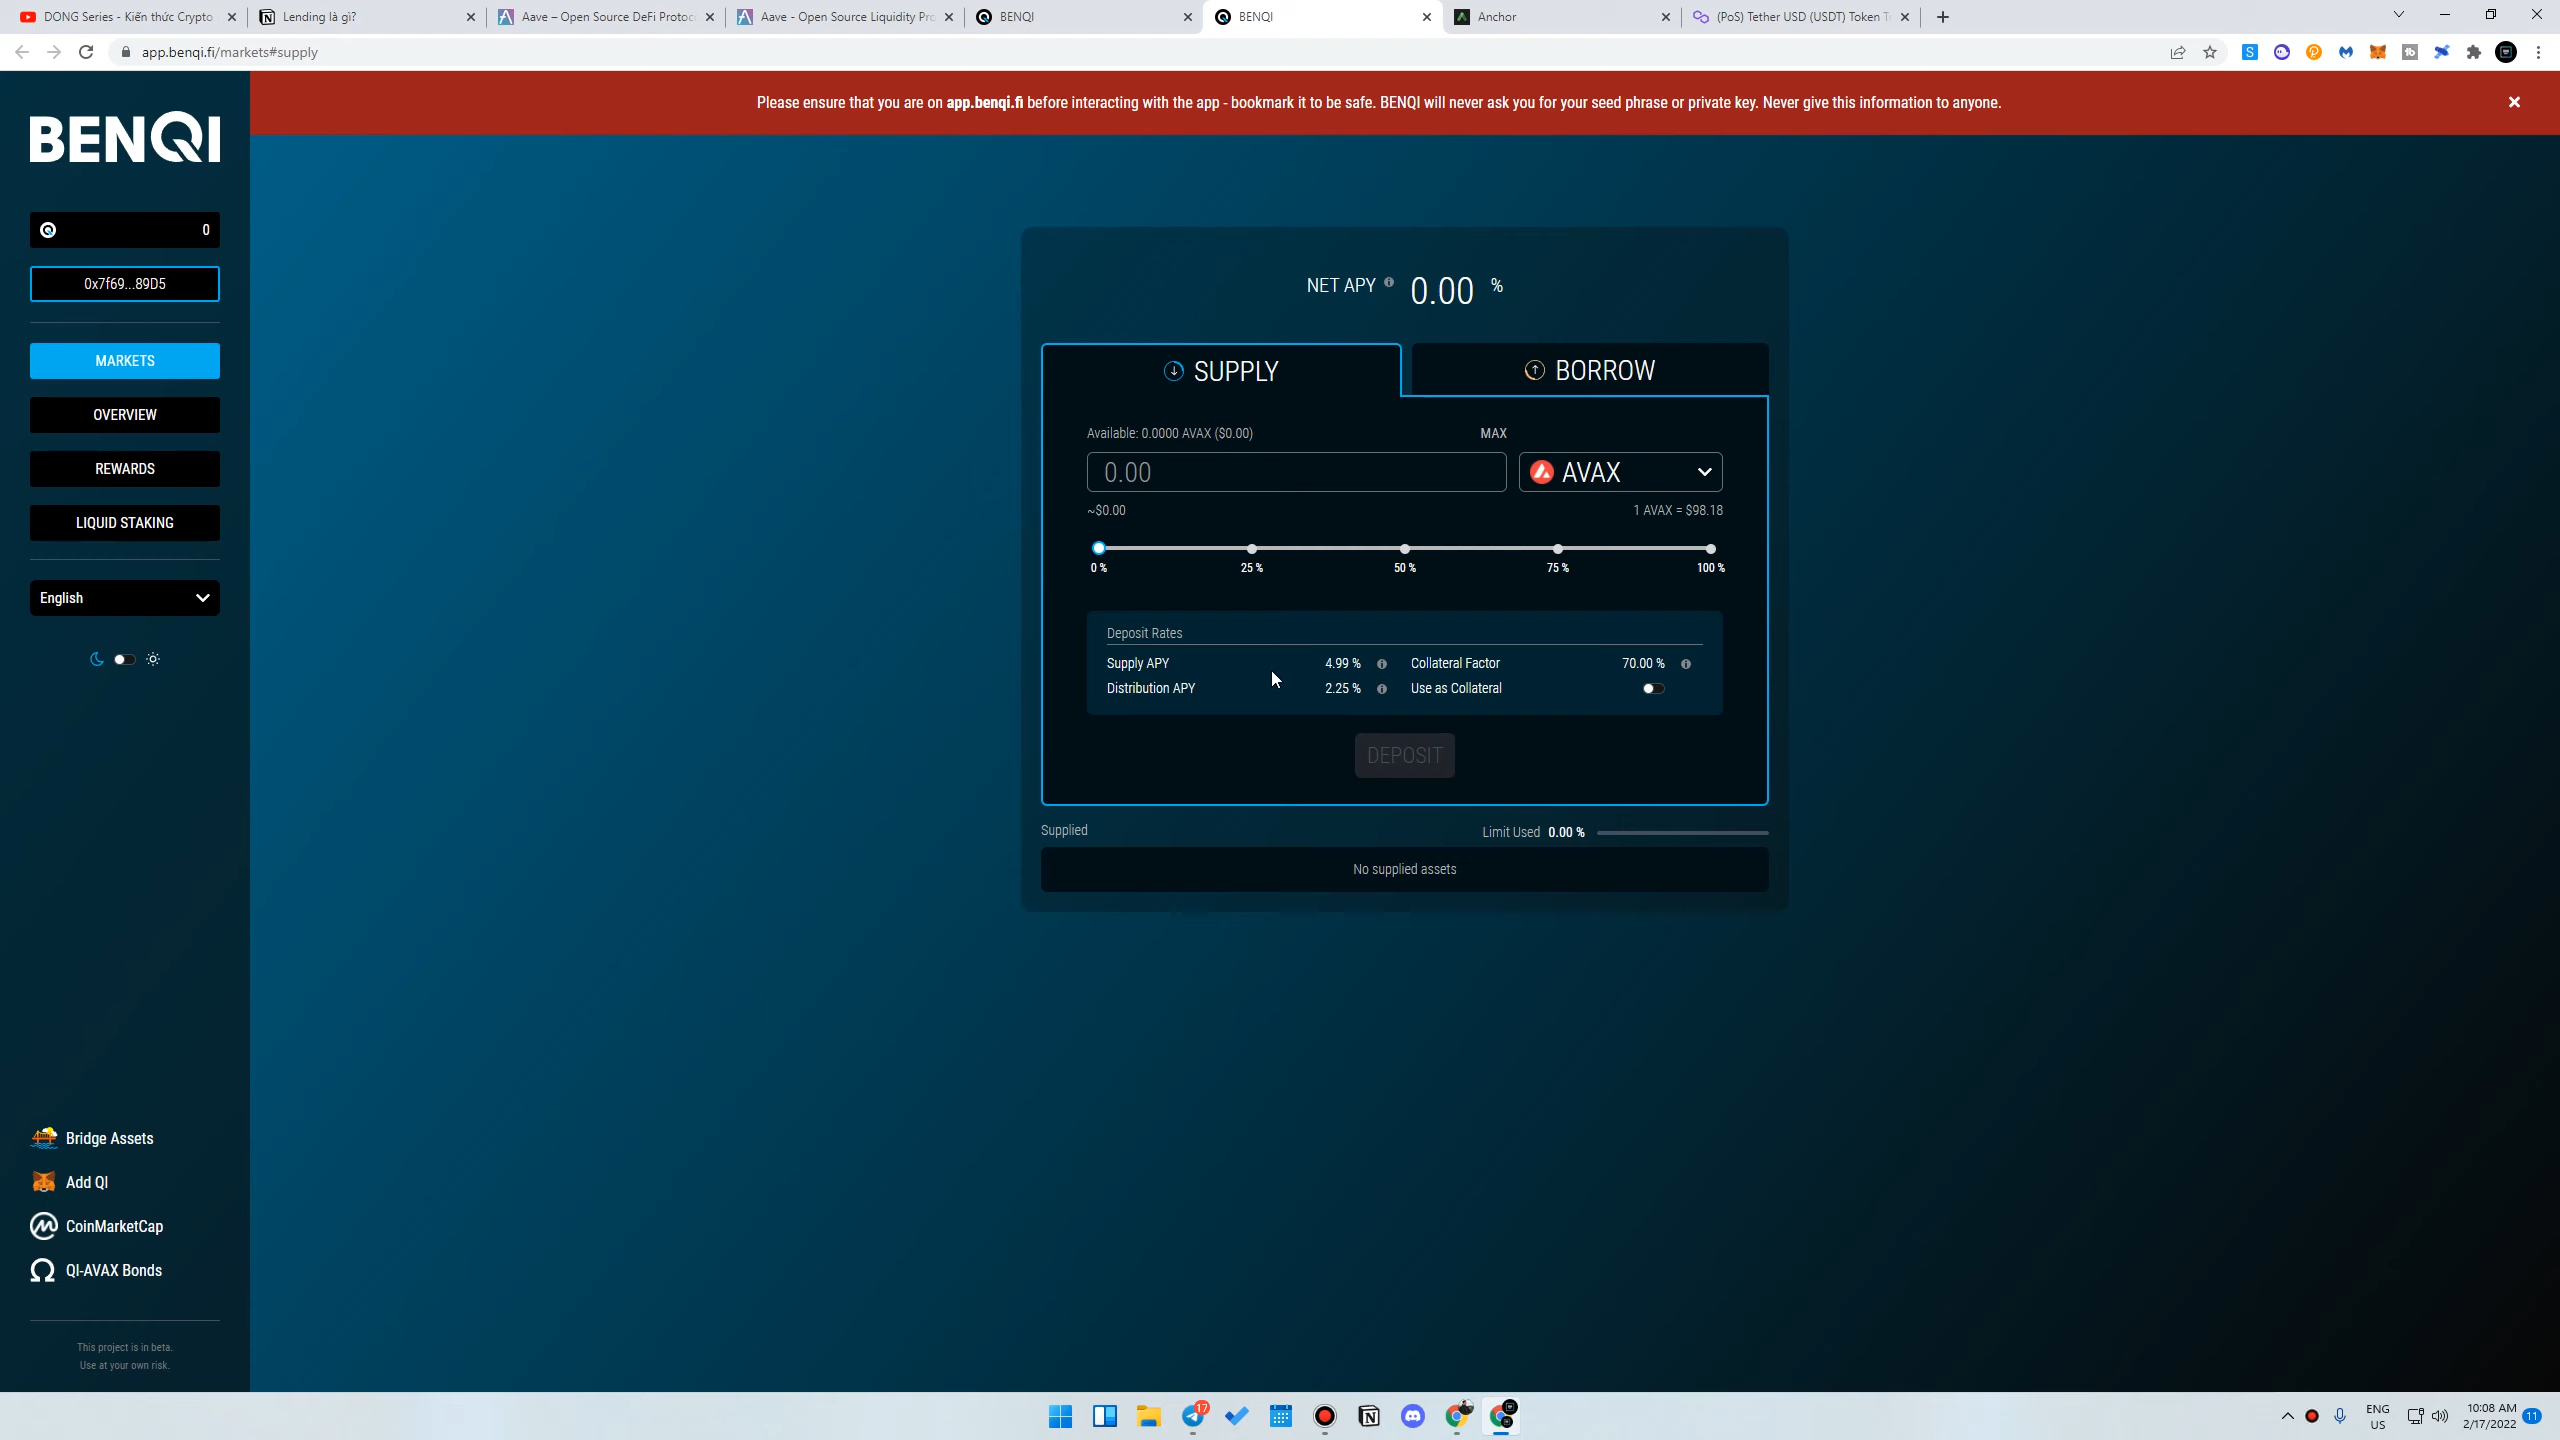 DONG Series - Kiến thức Crypto
Lending là gì?
Aave – Open Source DeFi Protoc
Aave - Open Source Liquidity Pro
BENQI
BENQI
Anchor
(PoS) Tether USD (USDT) Token T
app.benqi.fi/markets#supply
Please ensure that you are on app.benqi.fi before interacting with the app - bookmark it to be safe. BENQI will never ask you for your seed phrase or private key. Never give this information to anyone.
BENQI
0
0x7f69...89D5
MARKETS
OVERVIEW
REWARDS
LIQUID STAKING
English
Bridge Assets
Add QI
CoinMarketCap
QI-AVAX Bonds
This project is in beta.
Use at your own risk.
NET APY 0.00 %
SUPPLY
BORROW
Available: 0.0000 AVAX ($0.00)
MAX
0.00
AVAX
~$0.00
1 AVAX = $98.18
0 %
25 %
50 %
75 %
100 %
Deposit Rates
Supply APY 4.99 %
Collateral Factor 70.00 %
Distribution APY 2.25 %
Use as Collateral
DEPOSIT
Supplied
Limit Used 0.00 %
No supplied assets
17
ENG
US
10:08 AM
2/17/2022
11